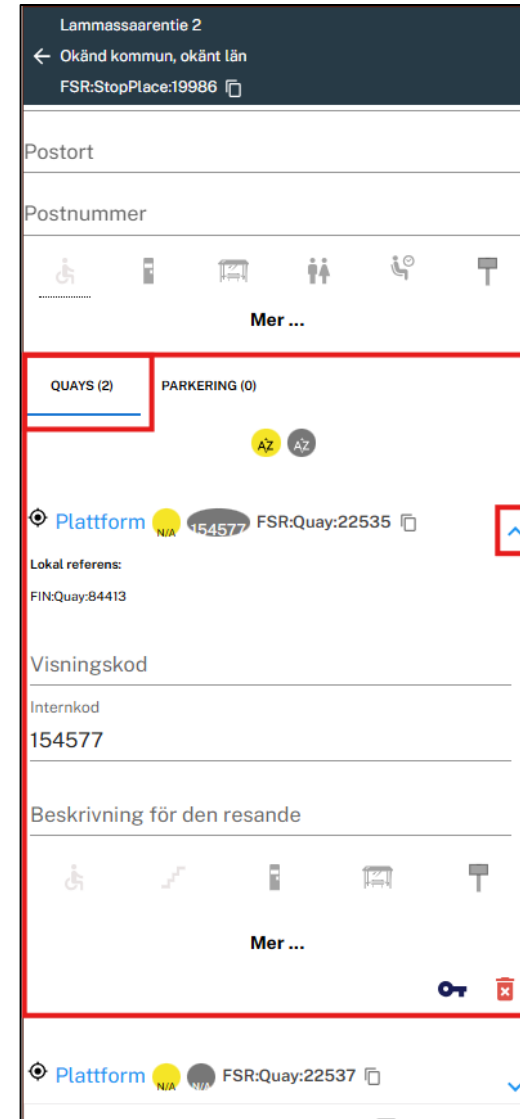 Lammassaarentie 2
Okänd kommun, okänt län
FSR:StopPlace:19986
Postort
Postnummer
Mer ...
QUAYS (2) PARKERING (0)
AZ AZ
Plattform N/A 154577 FSR:Quay:22535
Lokal referens:
FIN:Quay:84413
Visningskod
Internkod
154577
Beskrivning för den resande
Mer ...
Plattform N/A N/A FSR:Quay:22537